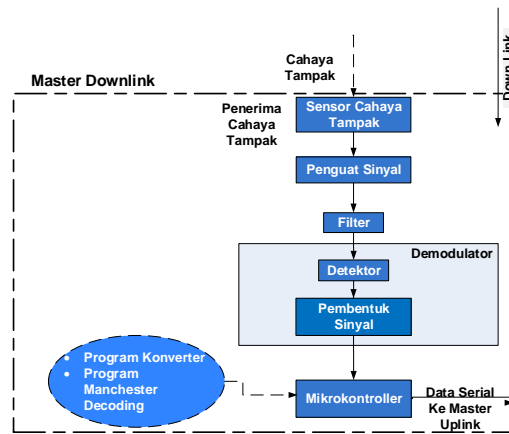 Cahaya
Tampak
Down Link
Master Downlink
Penerima
Cahaya
Tampak
Sensor Cahaya
Tampak
Penguat Sinyal
Filter
Demodulator
Detektor
Pembentuk
Sinyal
• Program Konverter
• Program
Manchester
Decoding
Mikrokontroller
Data Serial
Ke Master
Uplink